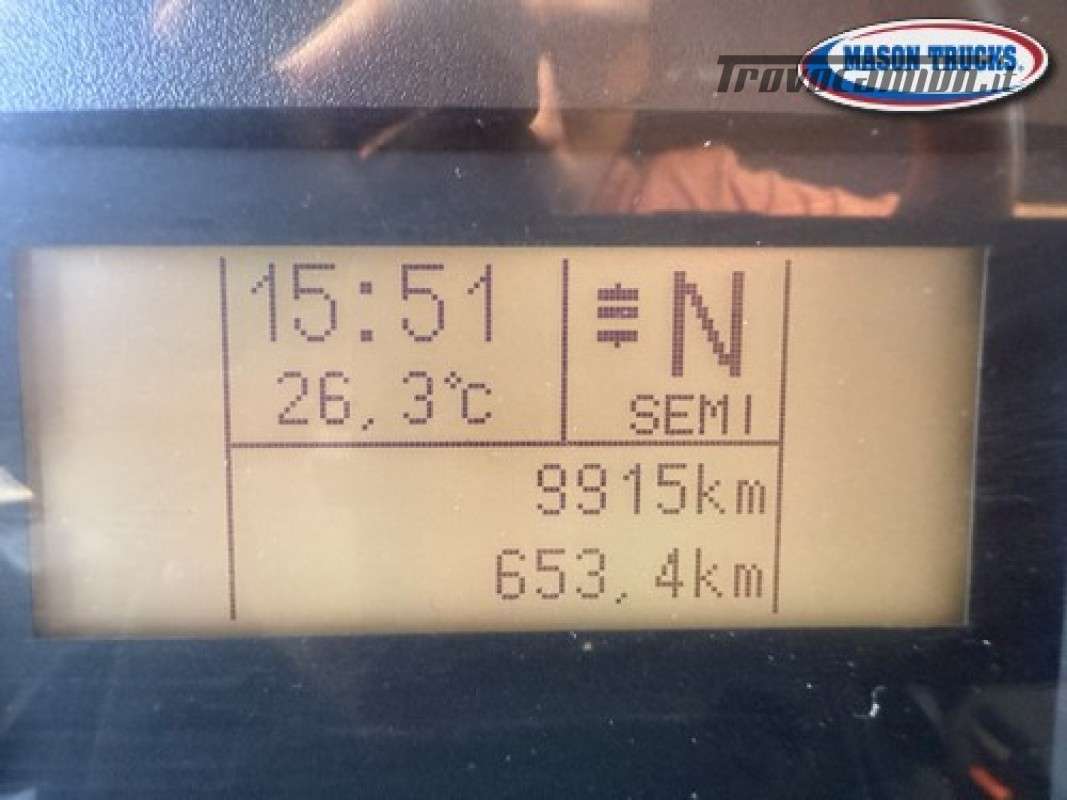 MASON TRUCKS®
Trovocamion.it
15:51
N
26,3°C
SEMI
9915km
653,4km